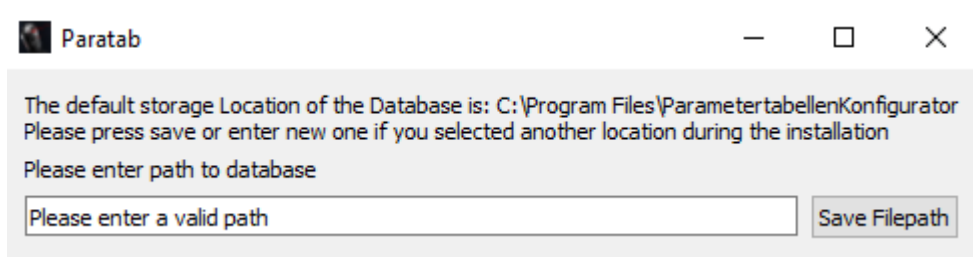 Paratab
The default storage Location of the Database is: C:\Program Files\ParametertabellenKonfigurator
Please press save or enter new one if you selected another location during the installation
Please enter path to database
Please enter a valid path
Save Filepath